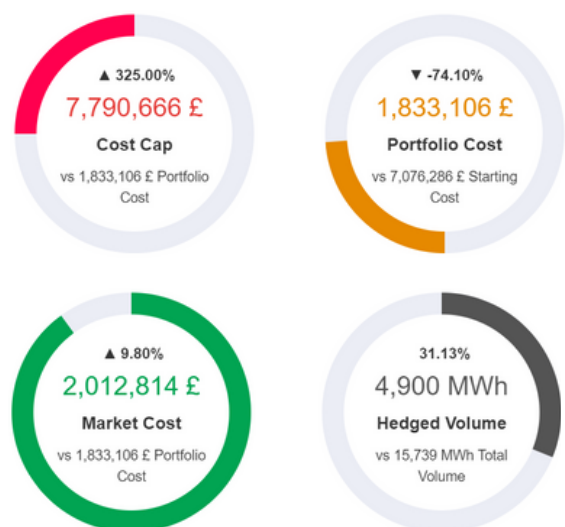 ▲ 325.00%
7,790,666 £
Cost Cap
vs 1,833,106 £ Portfolio
Cost
▼ -74.10%
1,833,106 £
Portfolio Cost
vs 7,076,286 £ Starting
Cost
▲ 9.80%
2,012,814 £
Market Cost
vs 1,833,106 £ Portfolio
Cost
31.13%
4,900 MWh
Hedged Volume
vs 15,739 MWh Total
Volume